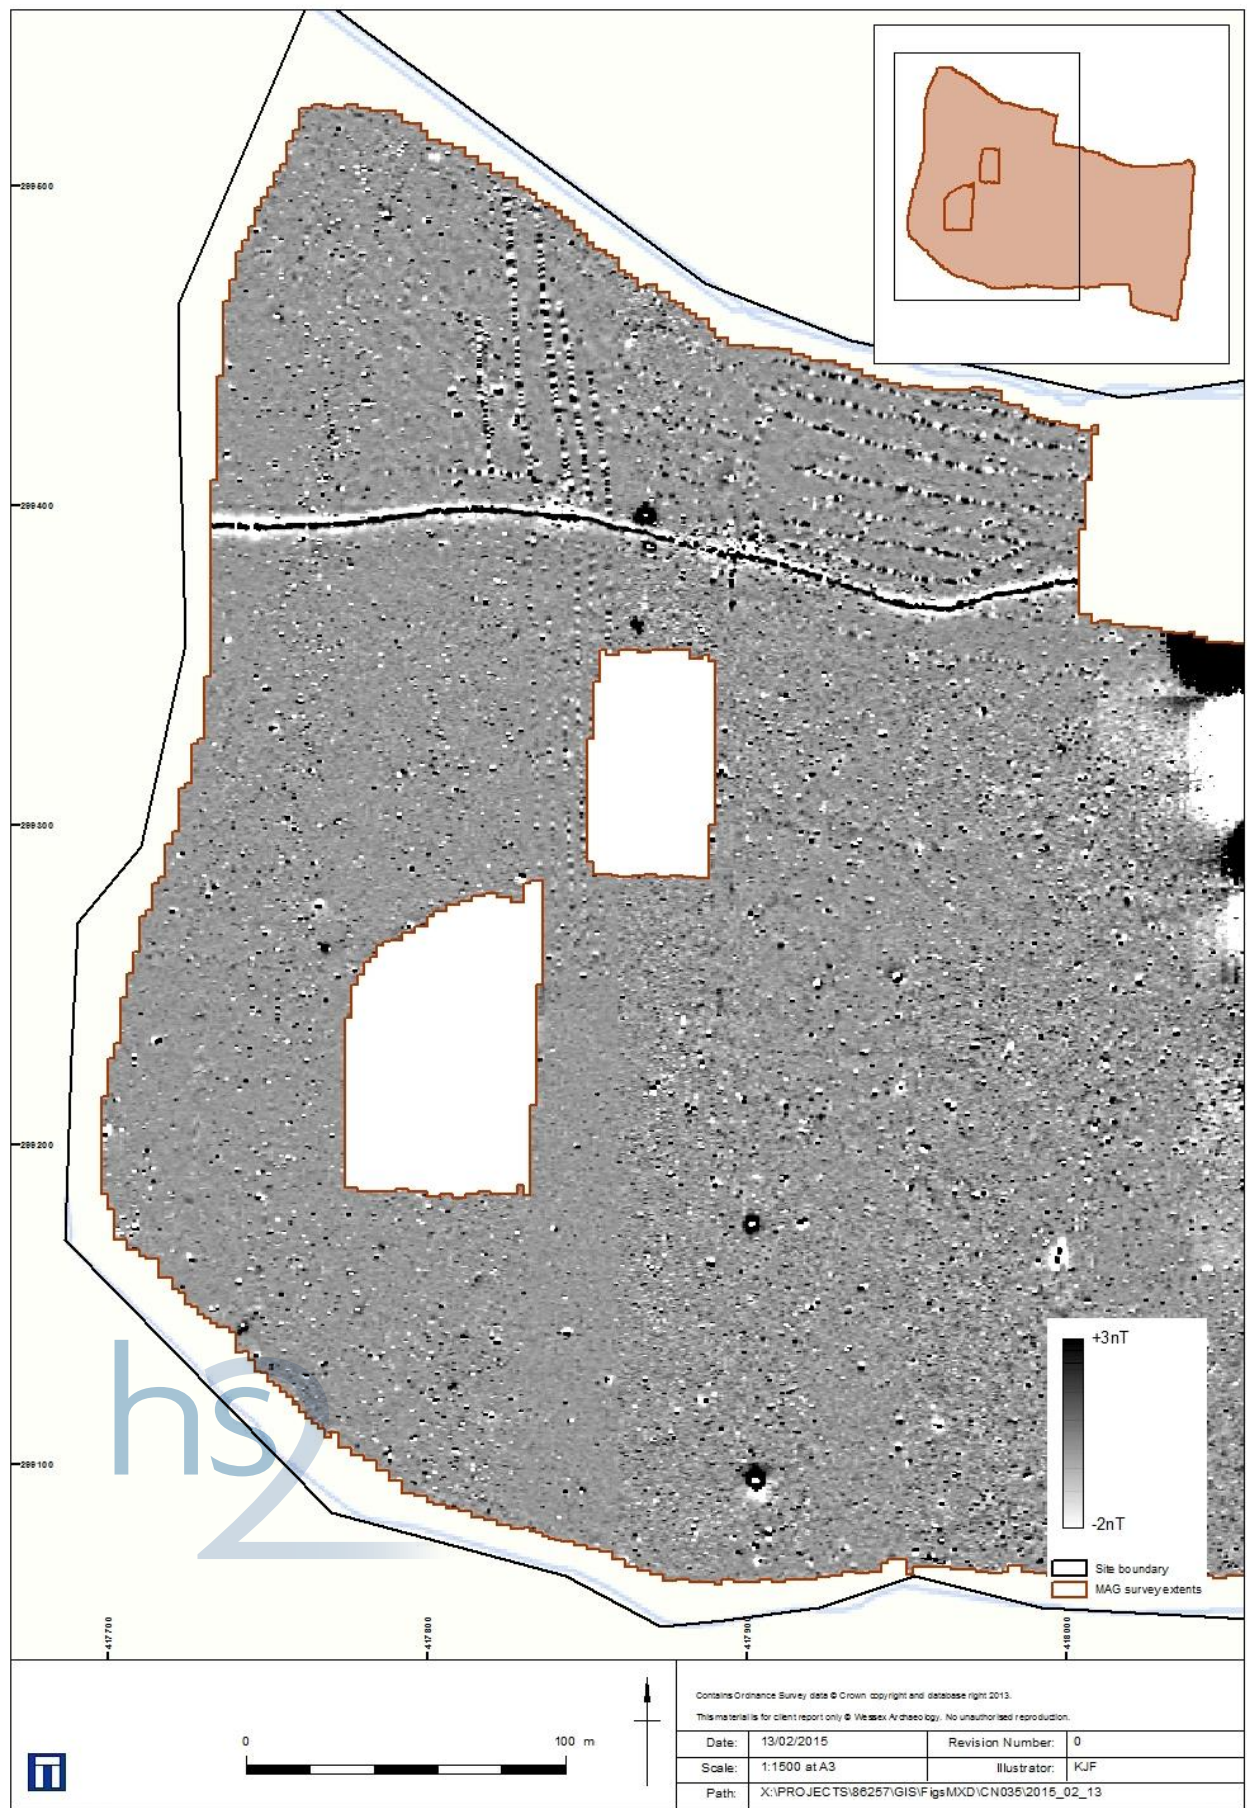 299500
299400
299300
299200
299100
+3nT
-2nT
Site boundary
MAG survey extents
hs2
417700
417800
417900
418000
0 100 m
Contains Ordnance Survey data © Crown copyright and database right 2013.
This material is for client report only © Wessex Archaeology. No unauthorised reproduction.
Date: 13/02/2015 Revision Number: 0
Scale: 1:1500 at A3 Illustrator: KJF
Path: X:\PROJECTS\86257\GIS\FigsMXD\CN035\2015_02_13